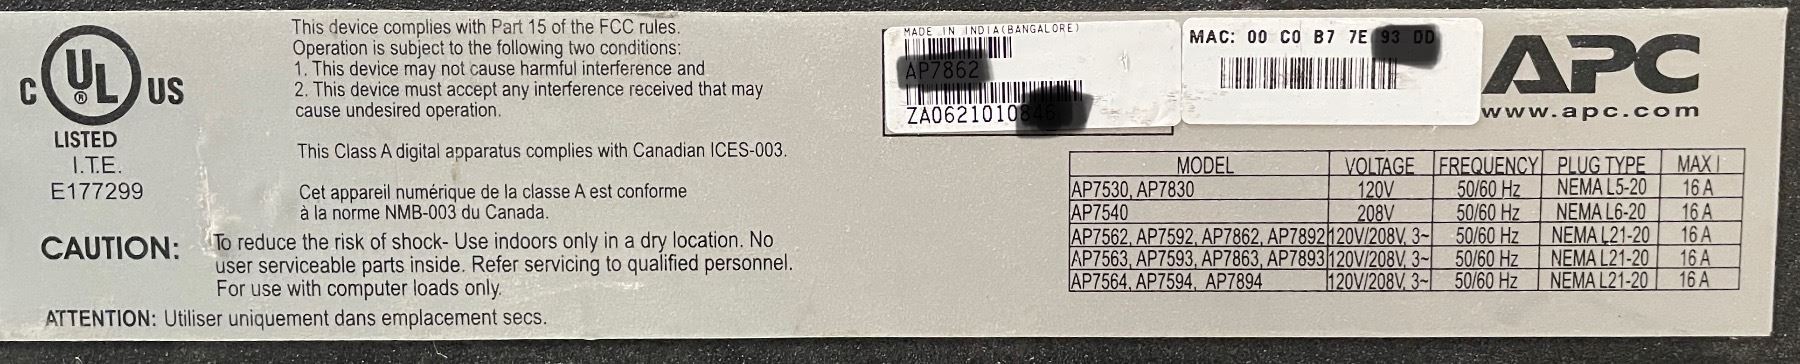 c UL US
®
LISTED
I.T.E.
E177299
This device complies with Part 15 of the FCC rules.
Operation is subject to the following two conditions:
1. This device may not cause harmful interference and
2. This device must accept any interference received that may
cause undesired operation.
This Class A digital apparatus complies with Canadian ICES-003.
Cet appareil numérique de la classe A est conforme
à la norme NMB-003 du Canada.
CAUTION: To reduce the risk of shock- Use indoors only in a dry location. No
user serviceable parts inside. Refer servicing to qualified personnel.
For use with computer loads only.
ATTENTION: Utiliser uniquement dans emplacement secs.
MADE IN INDIA(BANGALORE)
AP7862
ZA0621010
MAC: 00 C0 B7 7E
APC
www.apc.com
MODEL VOLTAGE FREQUENCY PLUG TYPE MAX I
AP7530, AP7830 120V 50/60 Hz NEMA L5-20 16 A
AP7540 208V 50/60 Hz NEMA L6-20 16 A
AP7562, AP7592, AP7862, AP7892 120V/208V, 3~ 50/60 Hz NEMA L21-20 16 A
AP7563, AP7593, AP7863, AP7893 120V/208V, 3~ 50/60 Hz NEMA L21-20 16 A
AP7564, AP7594, AP7894 120V/208V, 3~ 50/60 Hz NEMA L21-20 16 A